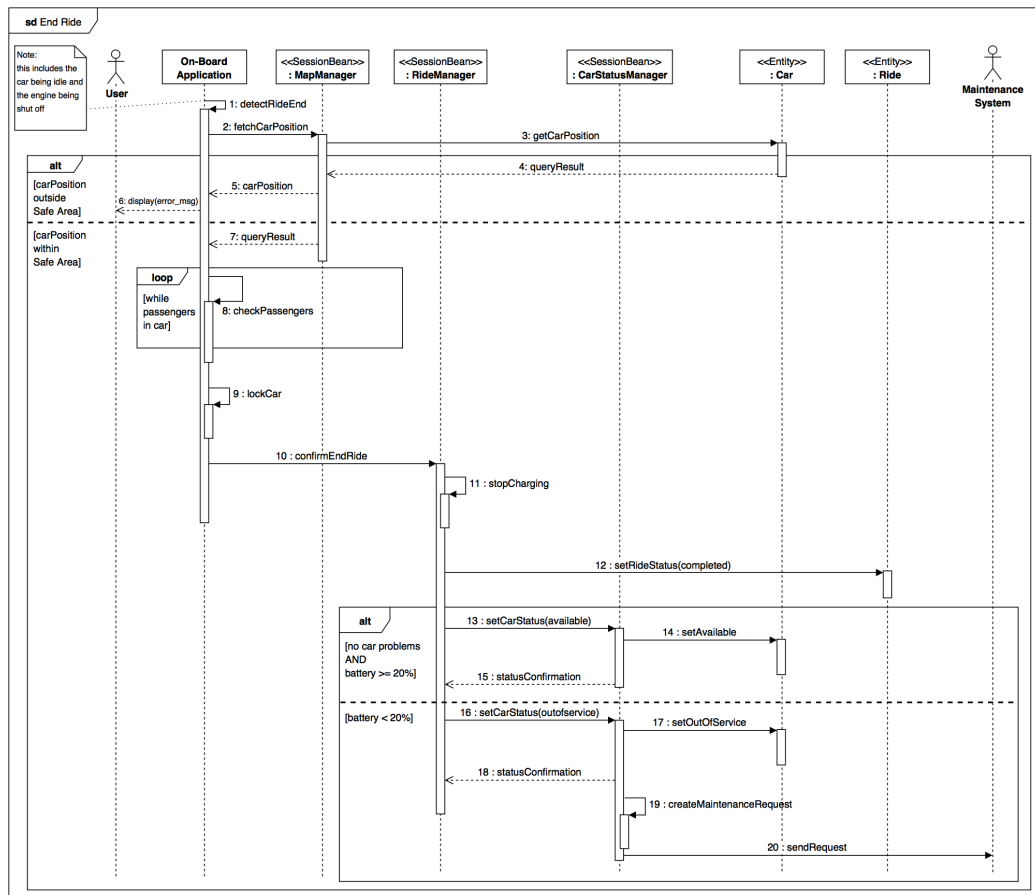 sd End Ride
Note:
this includes the
car being idle and
the engine being
shut off
User
On-Board
Application
<<SessionBean>>
: MapManager
<<SessionBean>>
: RideManager
<<SessionBean>>
: CarStatusManager
<<Entity>>
: Car
<<Entity>>
: Ride
Maintenance
System
1: detectRideEnd
2: fetchCarPosition
3: getCarPosition
alt
[carPosition
outside
Safe Area]
4: queryResult
5: carPosition
6: display(error_msg)
[carPosition
within
Safe Area]
7: queryResult
loop
[while
passengers
in car]
8: checkPassengers
9 : lockCar
10 : confirmEndRide
11 : stopCharging
12 : setRideStatus(completed)
alt
[no car problems
AND
battery >= 20%]
13 : setCarStatus(available)
14 : setAvailable
15 : statusConfirmation
[battery < 20%]
16 : setCarStatus(outofservice)
17 : setOutOfService
18 : statusConfirmation
19 : createMaintenanceRequest
20 : sendRequest